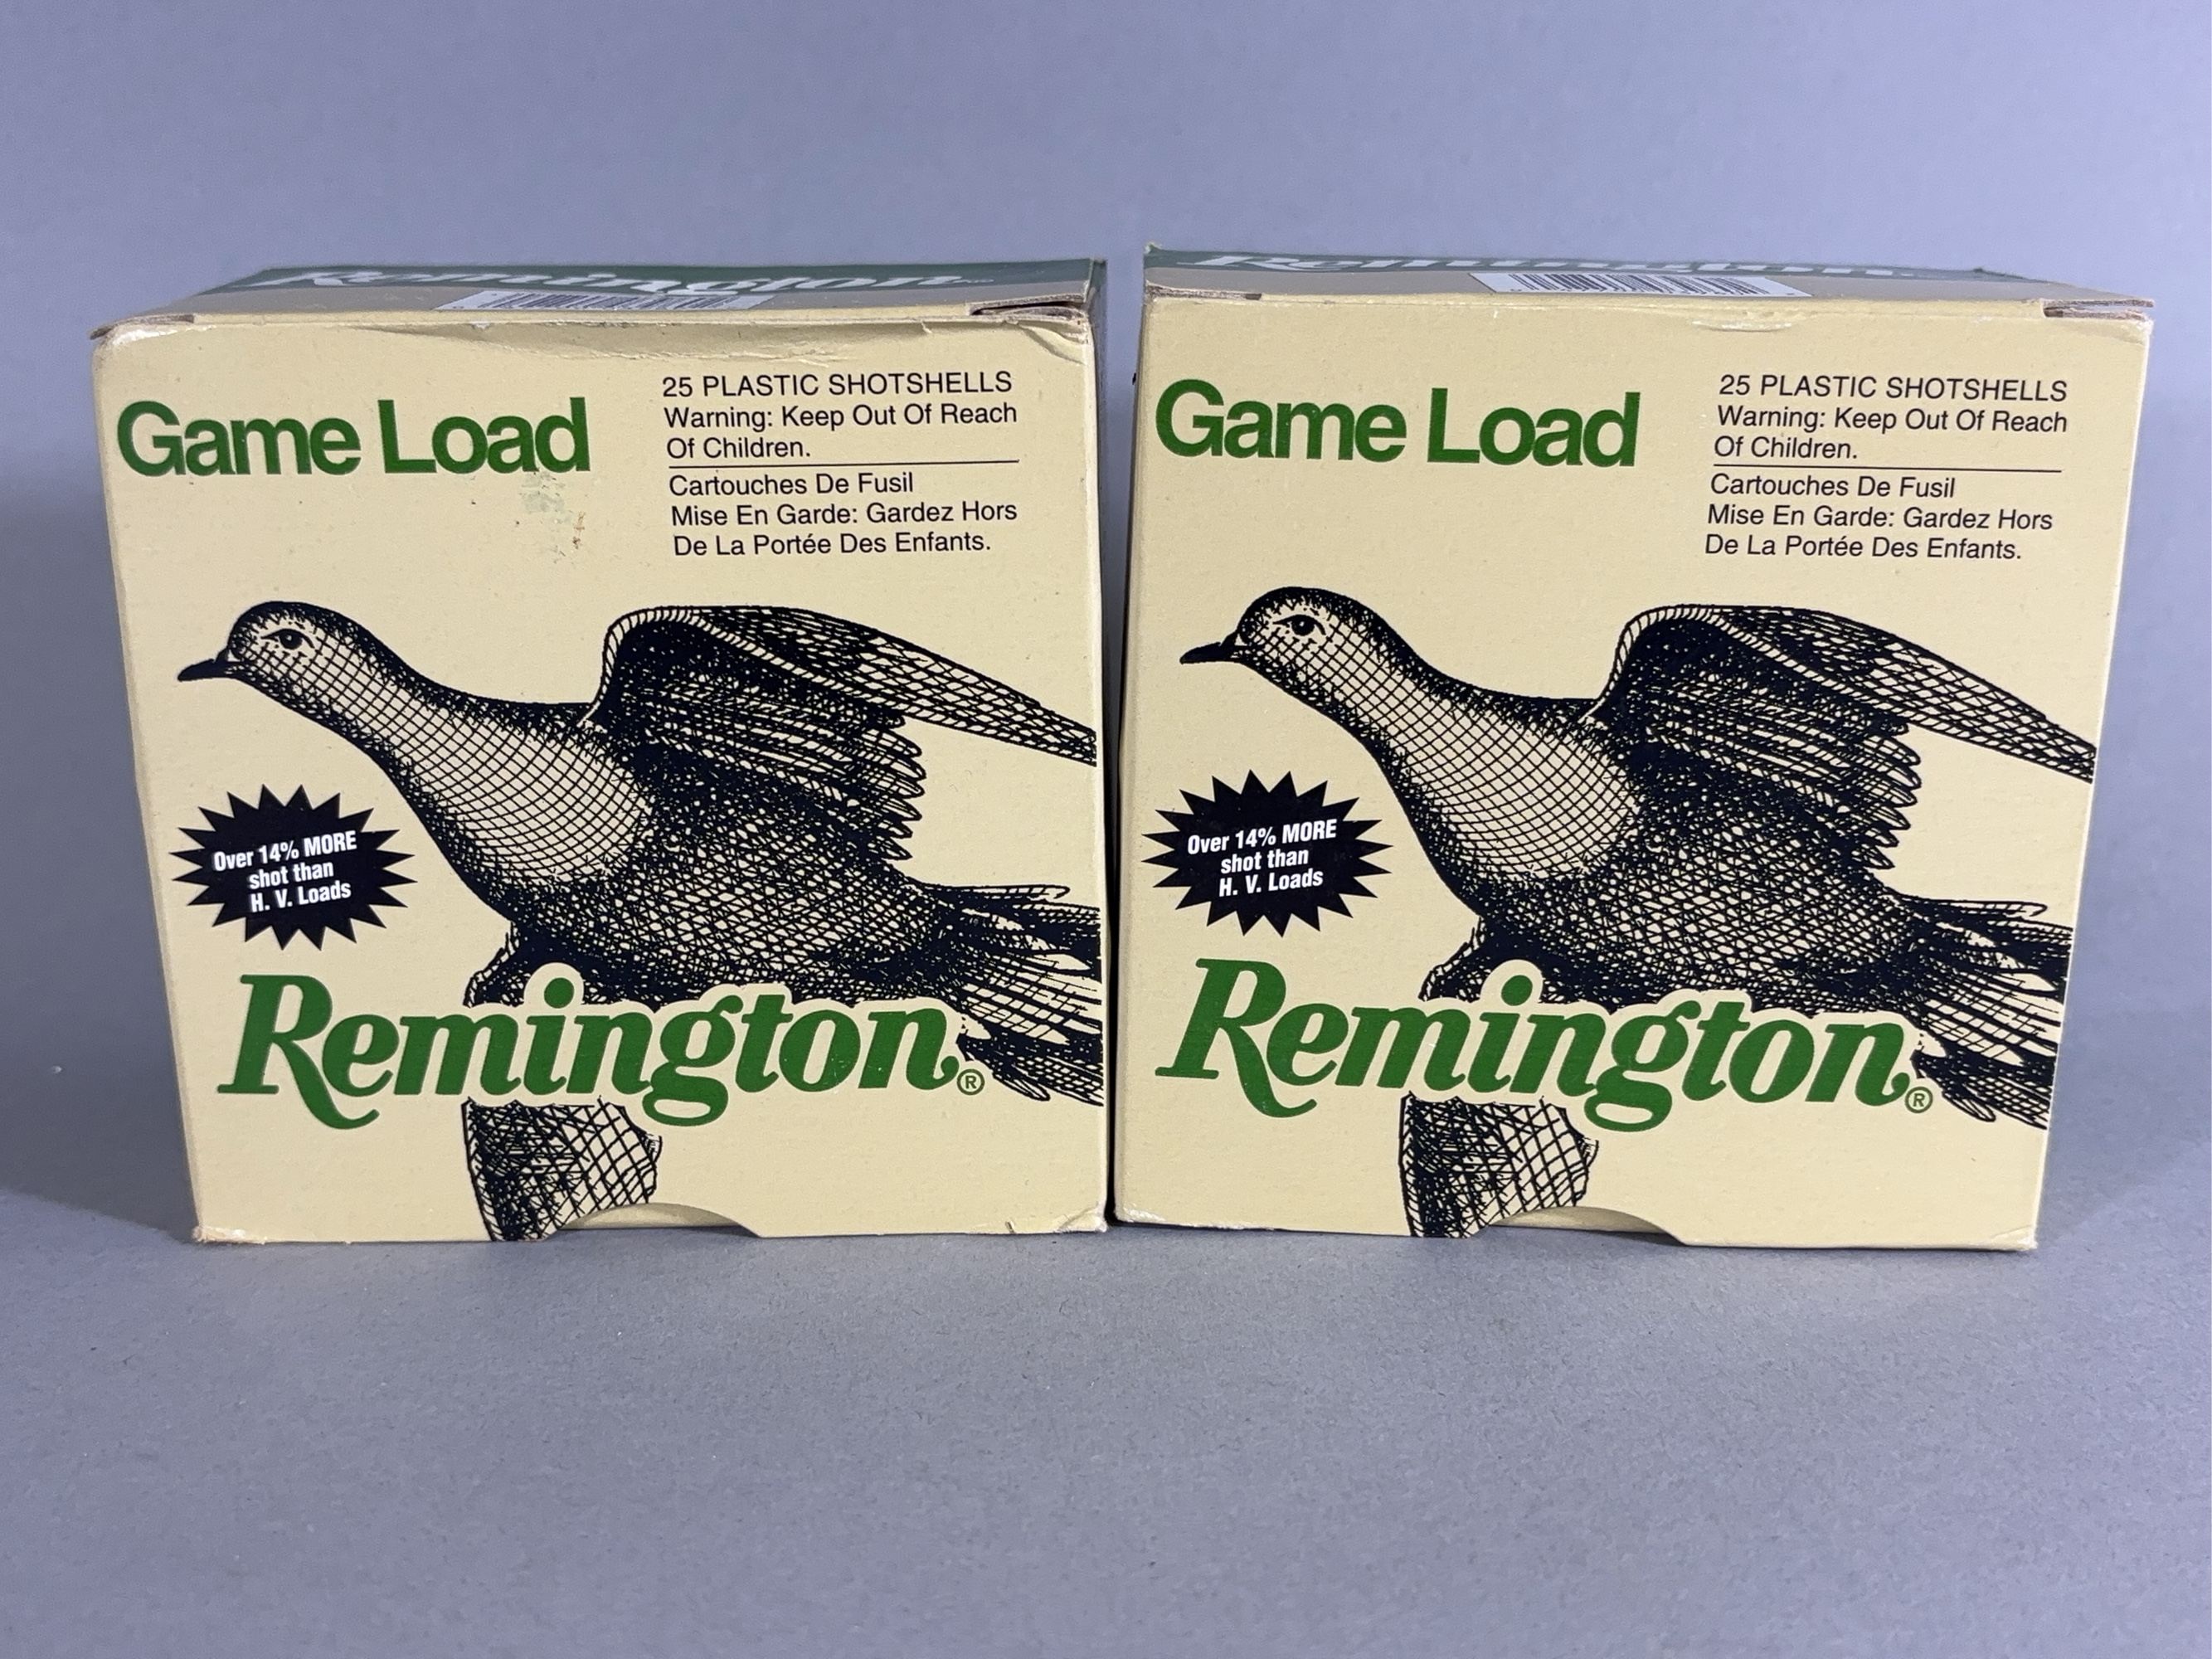 Remington
Game Load
25 PLASTIC SHOTSHELLS
Warning: Keep Out Of Reach
Of Children.
Cartouches De Fusil
Mise En Garde: Gardez Hors
De La Portée Des Enfants.
Over 14% MORE
shot than
H. V. Loads
Remington®
Remington
Game Load
25 PLASTIC SHOTSHELLS
Warning: Keep Out Of Reach
Of Children.
Cartouches De Fusil
Mise En Garde: Gardez Hors
De La Portée Des Enfants.
Over 14% MORE
shot than
H. V. Loads
Remington®